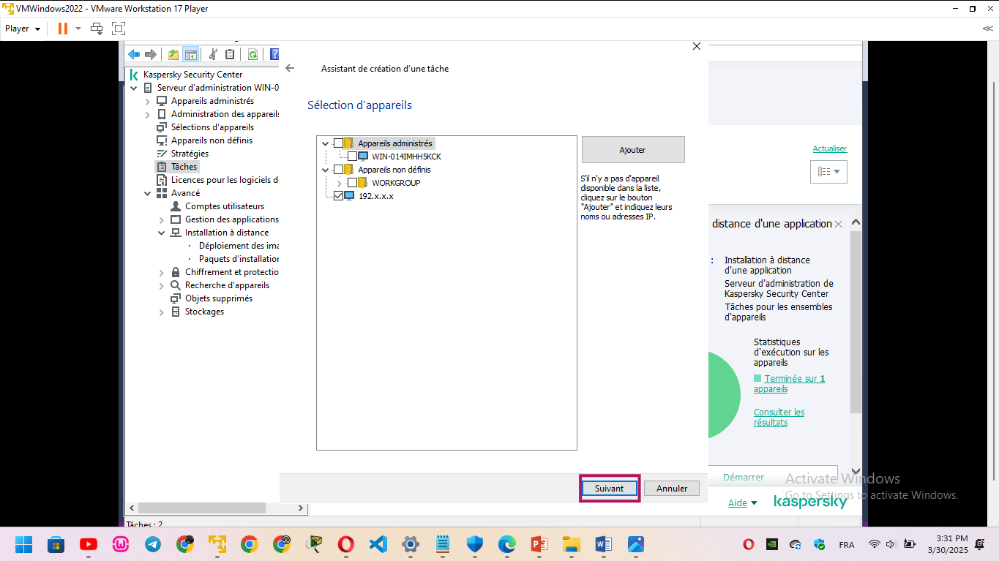 VMWindows2022 - VMware Workstation 17 Player
Player
Kaspersky Security Center
Serveur d'administration WIN-0
Appareils administrés
Administration des appareils
Sélections d'appareils
Appareils non définis
Stratégies
Tâches
Licences pour les logiciels d
Avancé
Comptes utilisateurs
Gestion des applications
Installation à distance
Déploiement des ima
Paquets d'installation
Chiffrement et protectio
Recherche d'appareils
Objets supprimés
Stockages
Tâches : 2
Assistant de création d'une tâche
Sélection d'appareils
Appareils administrés
WIN-014IMHH5KCK
Appareils non définis
WORKGROUP
192.x.x.x
Ajouter
S'il n'y a pas d'appareil
disponible dans la liste,
cliquez sur le bouton
"Ajouter" et indiquez leurs
noms ou adresses IP.
Suivant
Annuler
Actualiser
distance d'une application
:
Installation à distance
d'une application
Serveur d'administration de
Kaspersky Security Center
Tâches pour les ensembles
d'appareils
Statistiques
d'exécution sur les
appareils
Terminée sur 1
appareils
Consulter les
résultats
Démarrer
Aide
kaspersky
Activate Windows
Go to Settings to activate Windows.
FRA
3:31 PM
3/30/2025